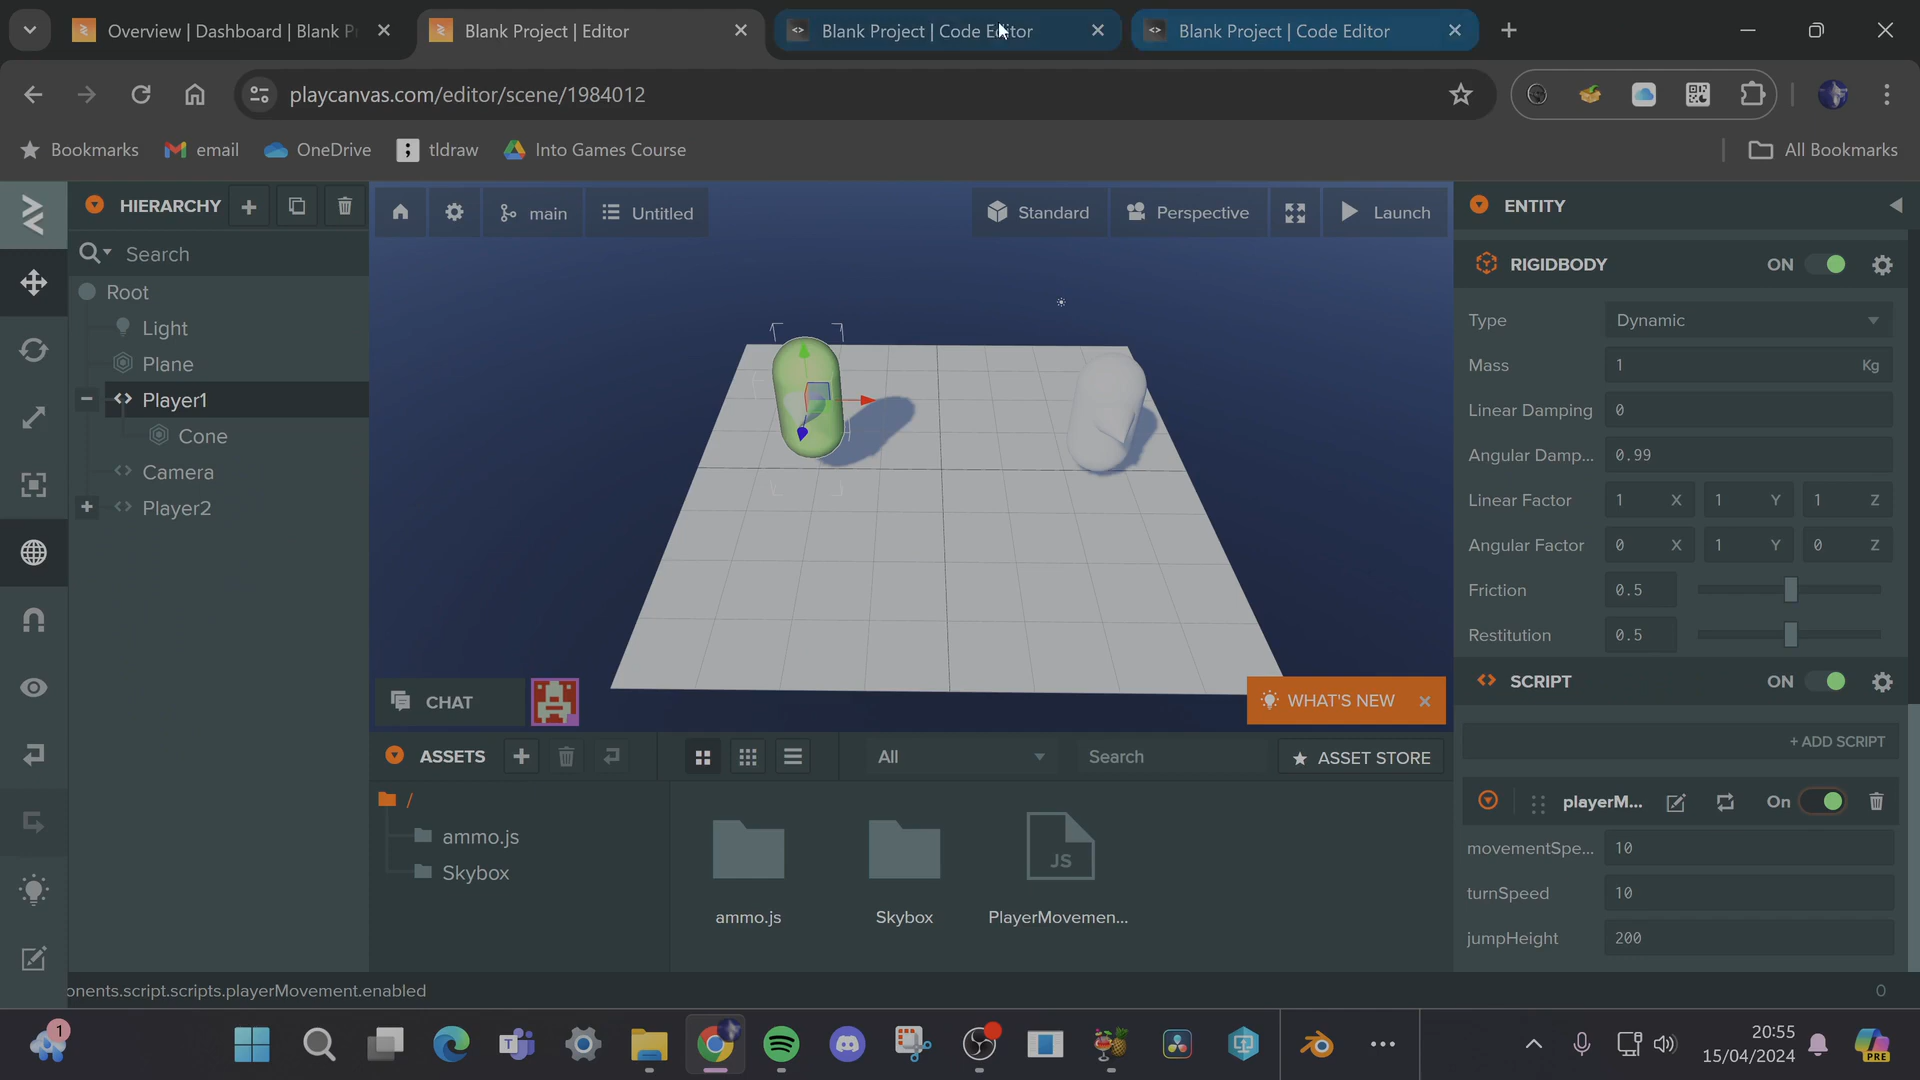 Overview | Dashboard | Blank P
Blank Project | Editor
Blank Project | Code Editor
Blank Project | Code Editor
playcanvas.com/editor/scene/1984012
Bookmarks
email
OneDrive
tldraw
Into Games Course
All Bookmarks
HIERARCHY
Search
Root
Light
Plane
Player1
Cone
Camera
Player2
main
Untitled
Standard
Perspective
Launch
CHAT
WHAT'S NEW
ASSETS
All
Search
ASSET STORE
/
ammo.js
Skybox
ammo.js
Skybox
JS
PlayerMovemen...
ENTITY
RIGIDBODY
ON
Type
Dynamic
Mass
1
Kg
Linear Damping
0
Angular Damp...
0.99
Linear Factor
1 X 1 Y 1 Z
Angular Factor
0 X 1 Y 0 Z
Friction
0.5
Restitution
0.5
SCRIPT
ON
+ ADD SCRIPT
playerM...
On
movementSpe...
10
turnSpeed
10
jumpHeight
200
onents.script.scripts.playerMovement.enabled
0
1
20:55
15/04/2024
PRE